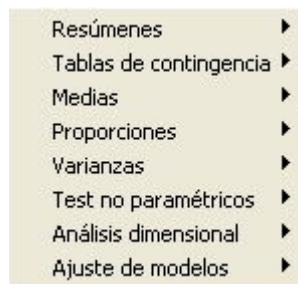 Resúmenes
Tablas de contingencia
Medias
Proporciones
Varianzas
Test no paramétricos
Análisis dimensional
Ajuste de modelos